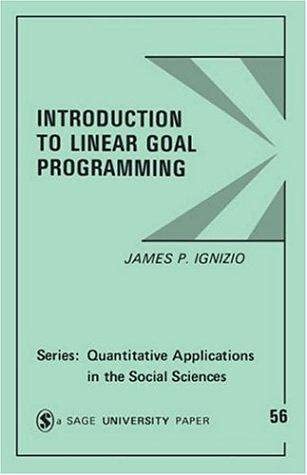 INTRODUCTION
TO LINEAR GOAL
PROGRAMMING
JAMES P. IGNIZIO
Series: Quantitative Applications
in the Social Sciences
S a SAGE UNIVERSITY PAPER 56